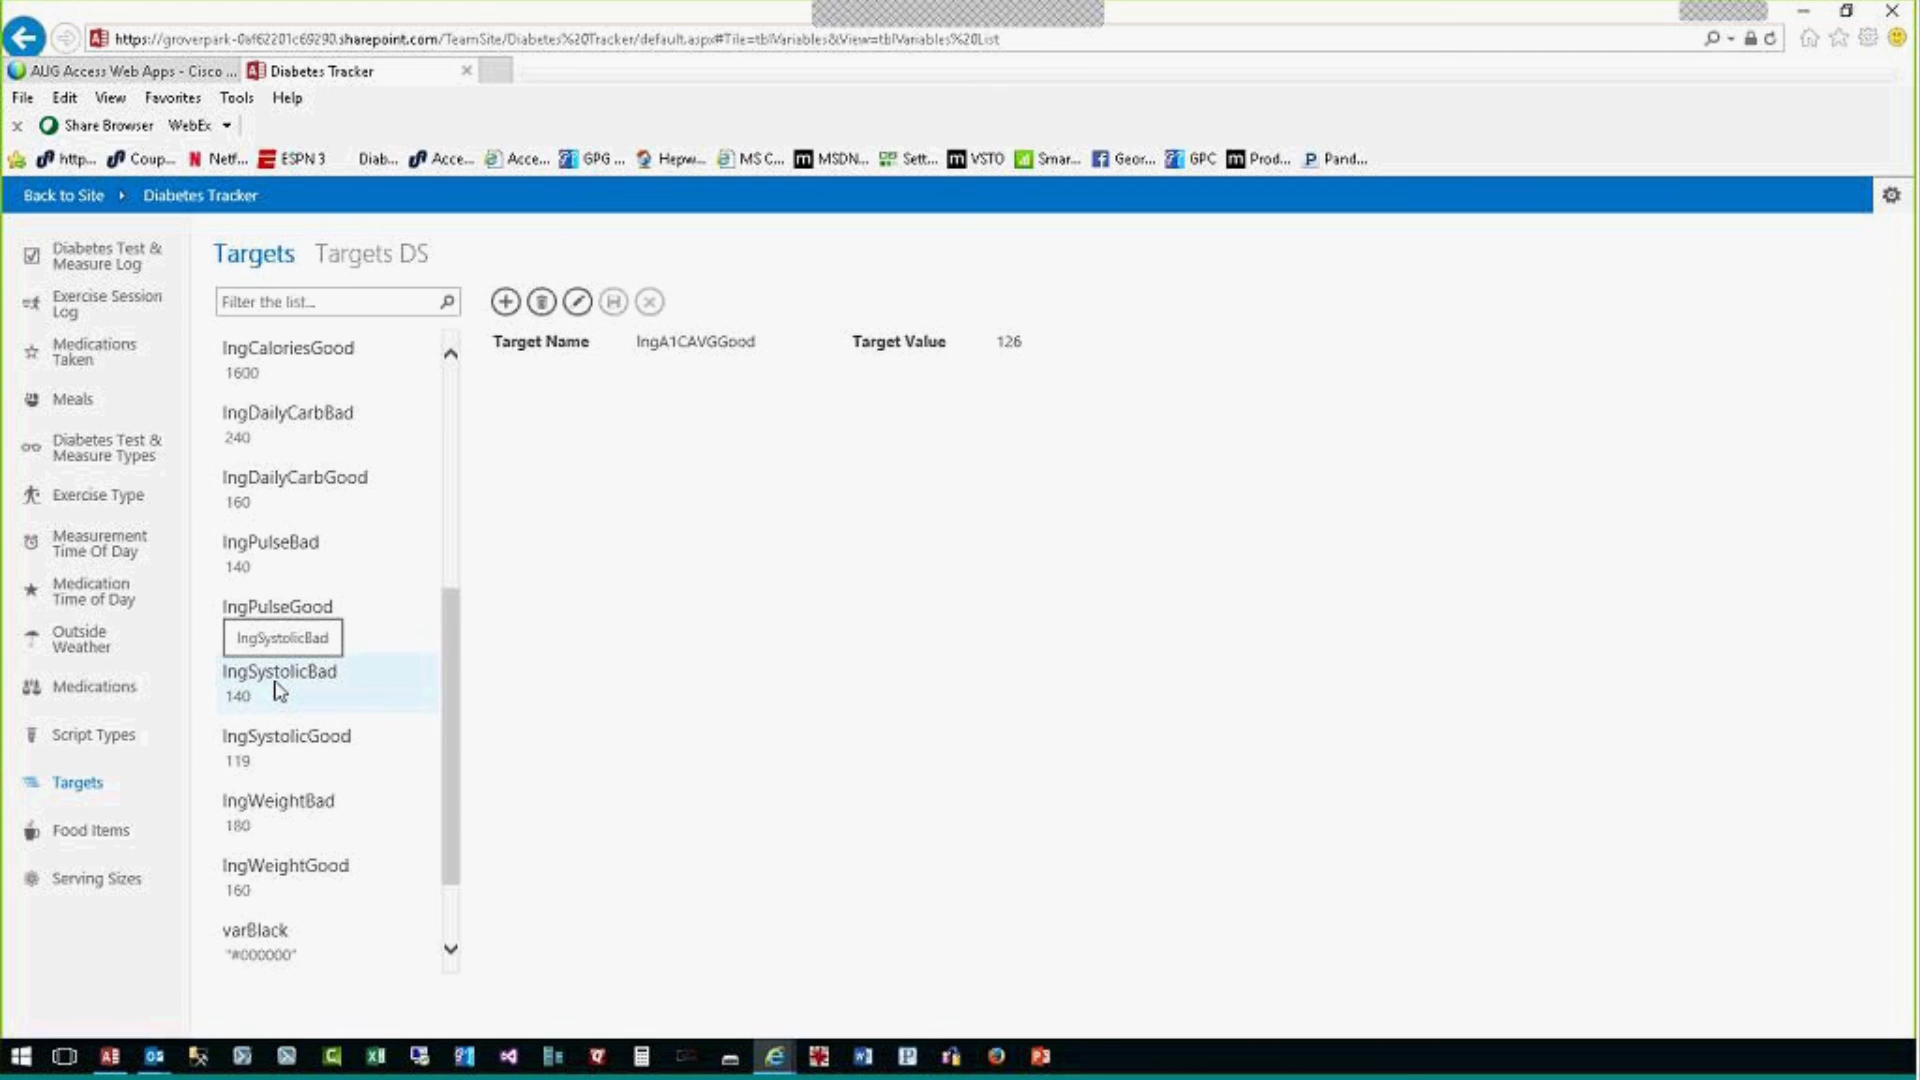 https://groverpark-0af62201c69290.sharepoint.com/TeamSite/Diabetes%20Tracker/default.aspx#Tile=tblVariables&View=tblVariables%20List
AUG Access Web Apps - Cisco ...
Diabetes Tracker
File Edit View Favorites Tools Help
x Share Browser WebEx
http... Coup... Netf... ESPN 3 Diab... Acce... Acce... GPG ... Hepw... MS C... MSDN... Sett... VSTO Smar... Geor... GPC Prod... Pand...
Back to Site Diabetes Tracker
Diabetes Test &
Measure Log
Exercise Session
Log
Medications
Taken
Meals
Diabetes Test &
Measure Types
Exercise Type
Measurement
Time Of Day
Medication
Time of Day
Outside
Weather
Medications
Script Types
Targets
Food Items
Serving Sizes
Targets Targets DS
Filter the list...
lngCaloriesGood
1600
lngDailyCarbBad
240
lngDailyCarbGood
160
lngPulseBad
140
lngPulseGood
lngSystolicBad
lngSystolicBad
140
lngSystolicGood
119
lngWeightBad
180
lngWeightGood
160
varBlack
"#000000"
Target Name lngA1CAVGGood Target Value 126